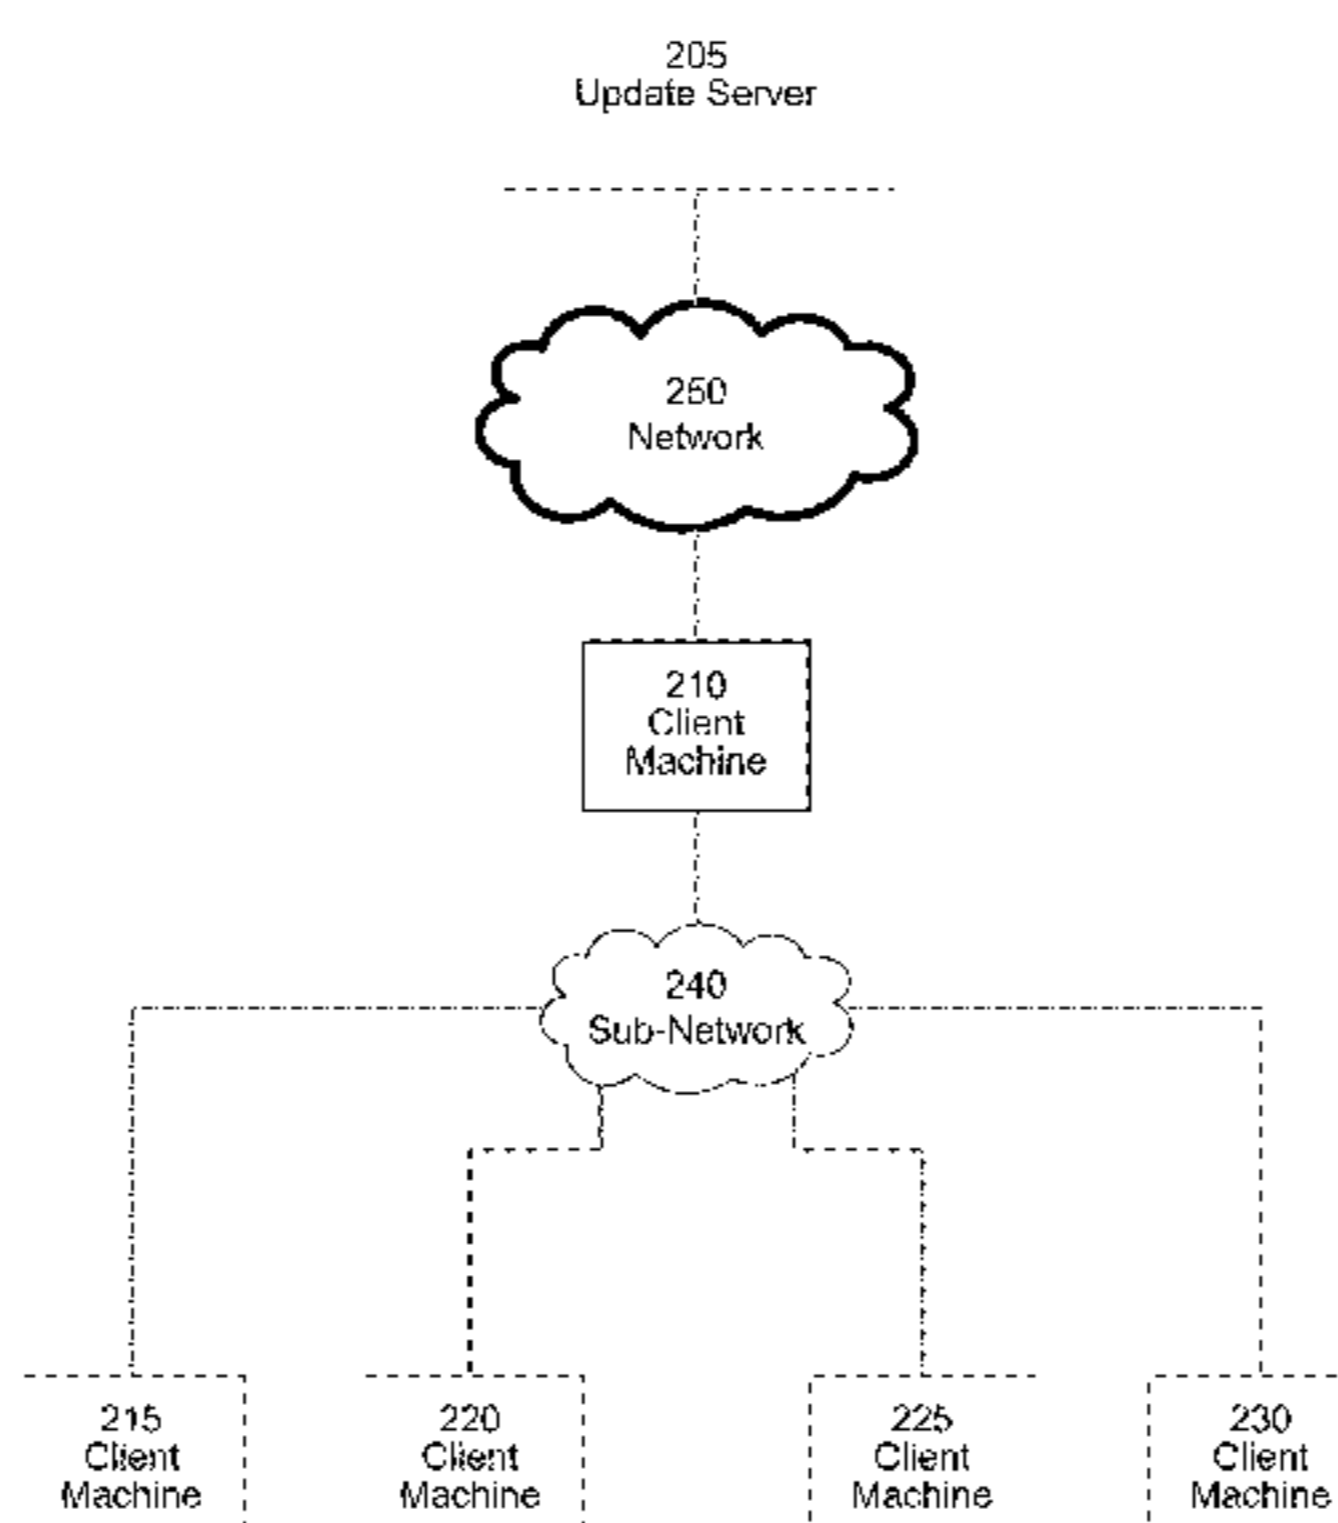 205
Update Server
250
Network
210
Client
Machine
240
Sub-Network
215
Client
Machine
220
Client
Machine
225
Client
Machine
230
Client
Machine